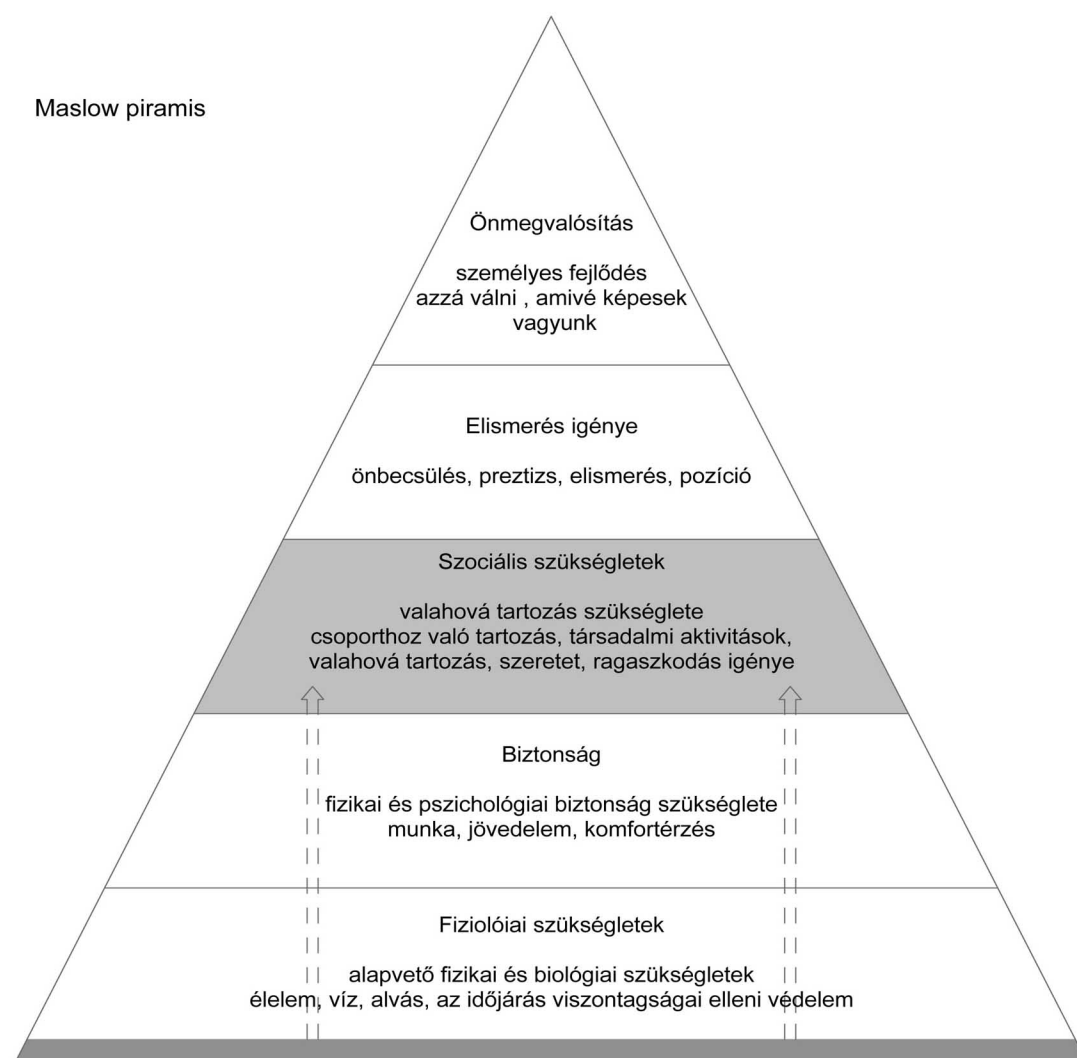 Maslow piramis
Önmegvalósítás
személyes fejlődés
azzá válni , amivé képesek
vagyunk
Elismerés igénye
önbecsülés, preztizs, elismerés, pozíció
Szociális szükségletek
valahová tartozás szükséglete
csoporthoz való tartozás, társadalmi aktivitások,
valahová tartozás, szeretet, ragaszkodás igénye
Biztonság
fizikai és pszichológiai biztonság szükséglete
munka, jövedelem, komfortérzés
Fiziolóiai szükségletek
alapvető fizikai és biológiai szükségletek
élelem, víz, alvás, az időjárás viszontagságai elleni védelem